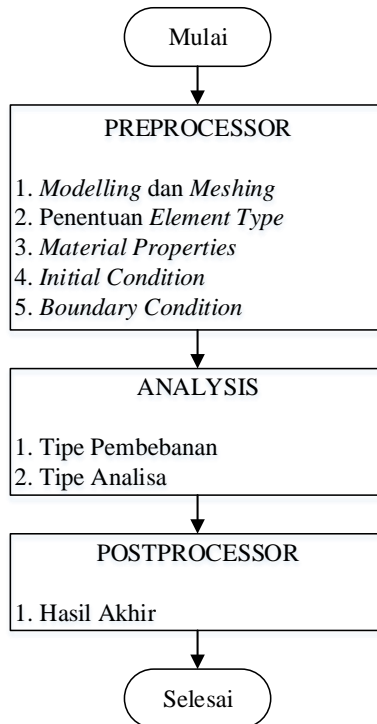 Mulai
PREPROCESSOR
1. Modelling dan Meshing
2. Penentuan Element Type
3. Material Properties
4. Initial Condition
5. Boundary Condition
ANALYSIS
1. Tipe Pembebanan
2. Tipe Analisa
POSTPROCESSOR
1. Hasil Akhir
Selesai